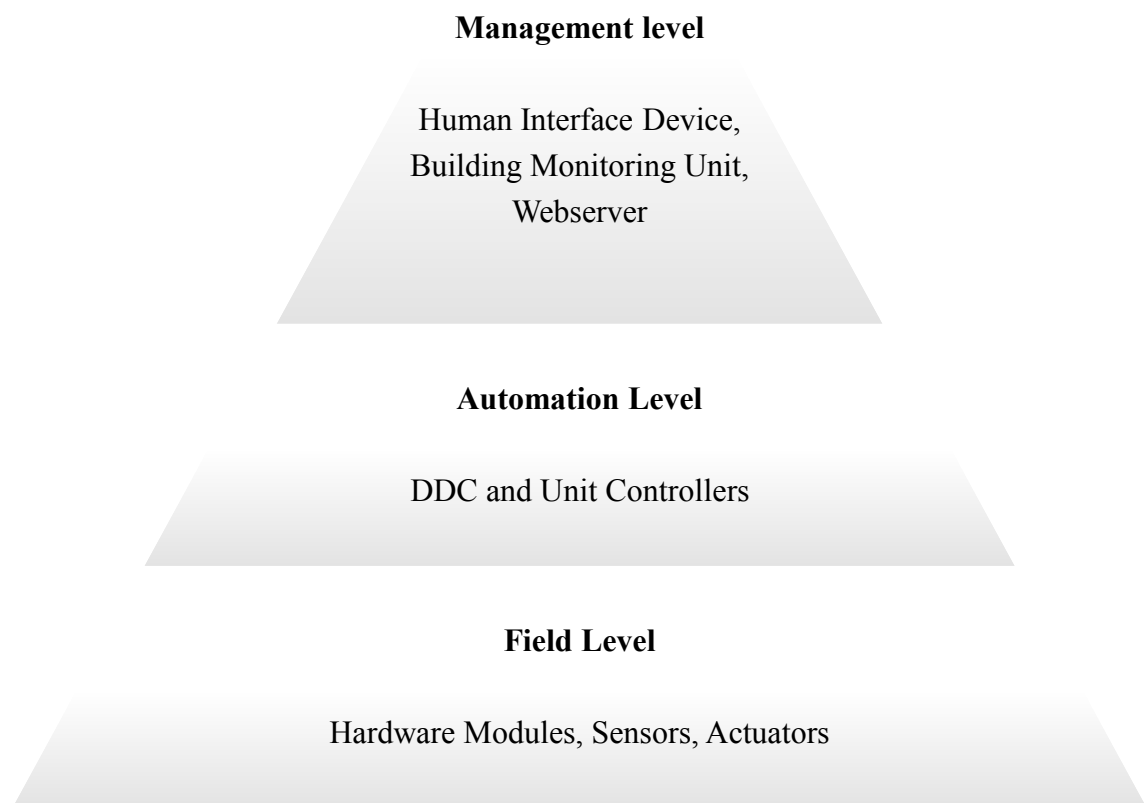 Management level
Human Interface Device,
Building Monitoring Unit,
Webserver
Automation Level
DDC and Unit Controllers
Field Level
Hardware Modules, Sensors, Actuators